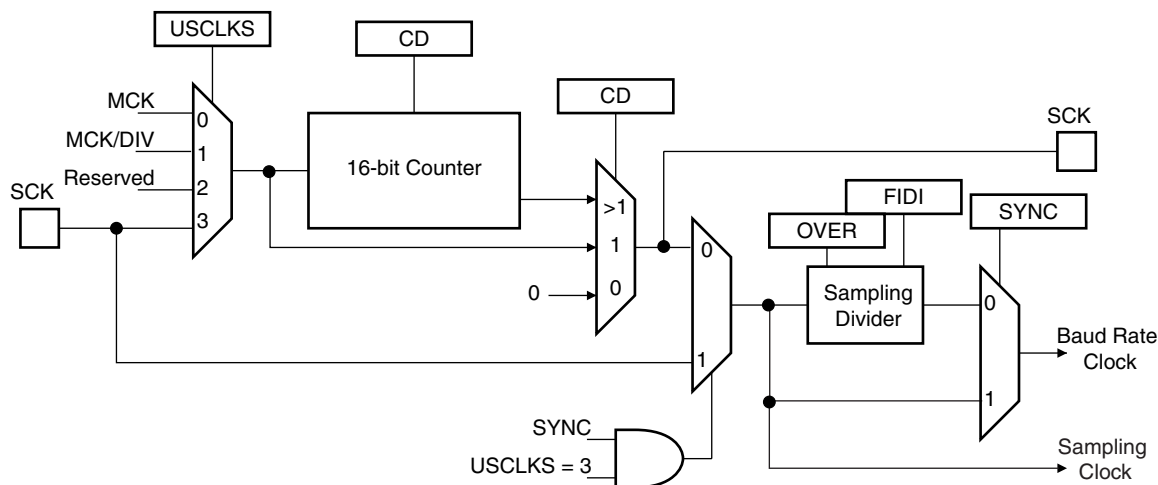 USCLKS
CD
CD
MCK
MCK/DIV
Reserved
SCK
0
1
2
3
16-bit Counter
>1
1
0
0
SCK
FIDI
OVER
SYNC
0
1
Sampling
Divider
0
1
Baud Rate
Clock
SYNC
USCLKS = 3
Sampling
Clock